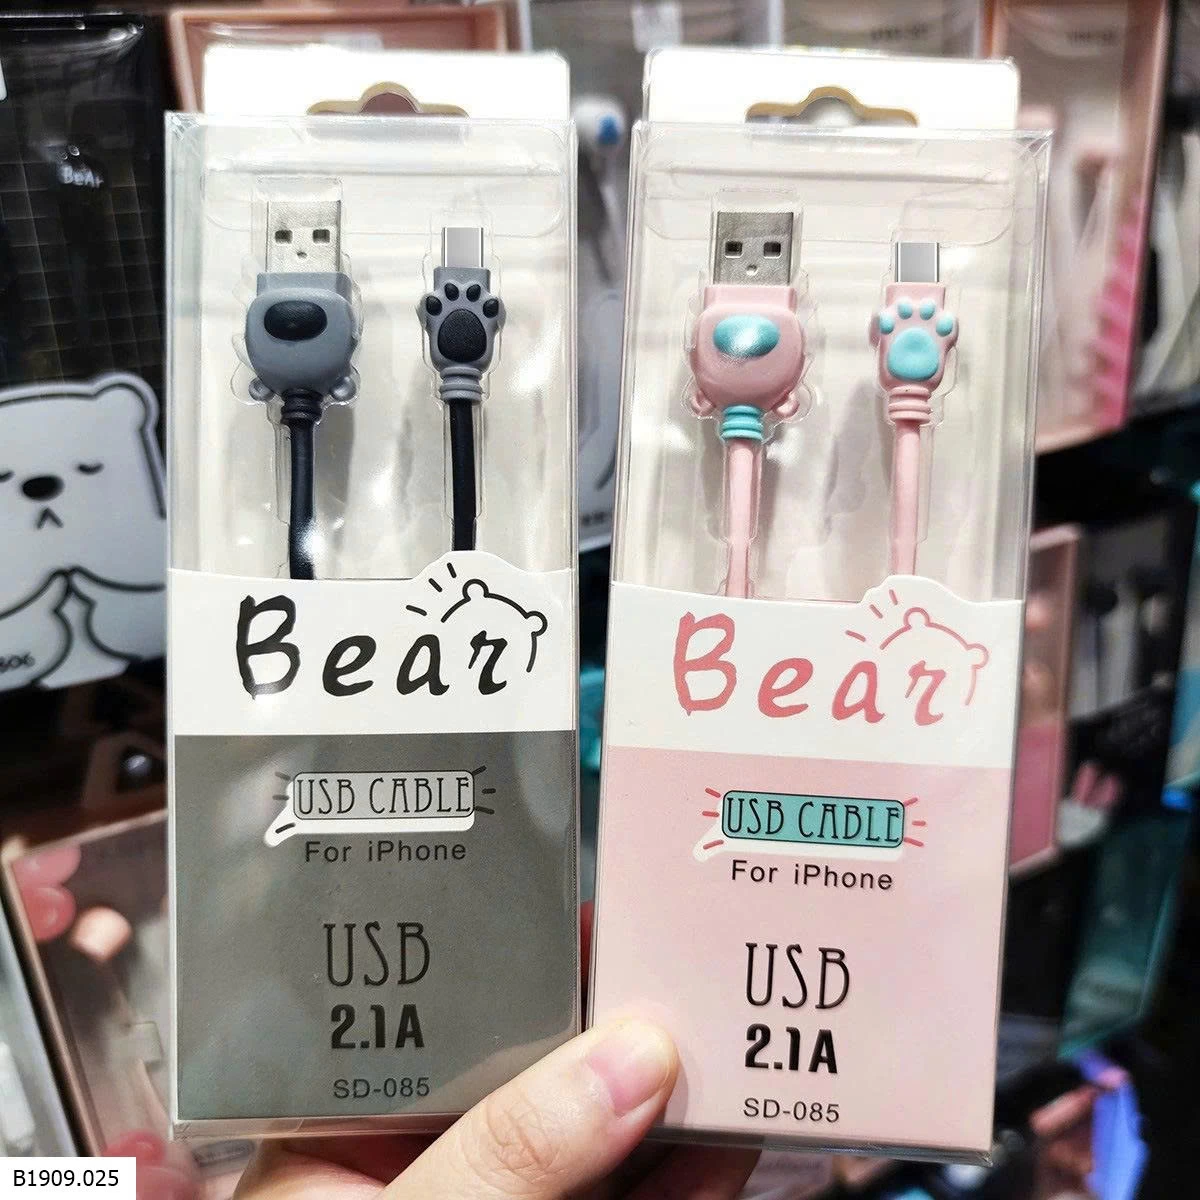 BeAr
Bear
USB CABLE
For iPhone
USB
2.1A
SD-085
Bear
USB CABLE
For iPhone
USB
2.1A
SD-085
B1909.025